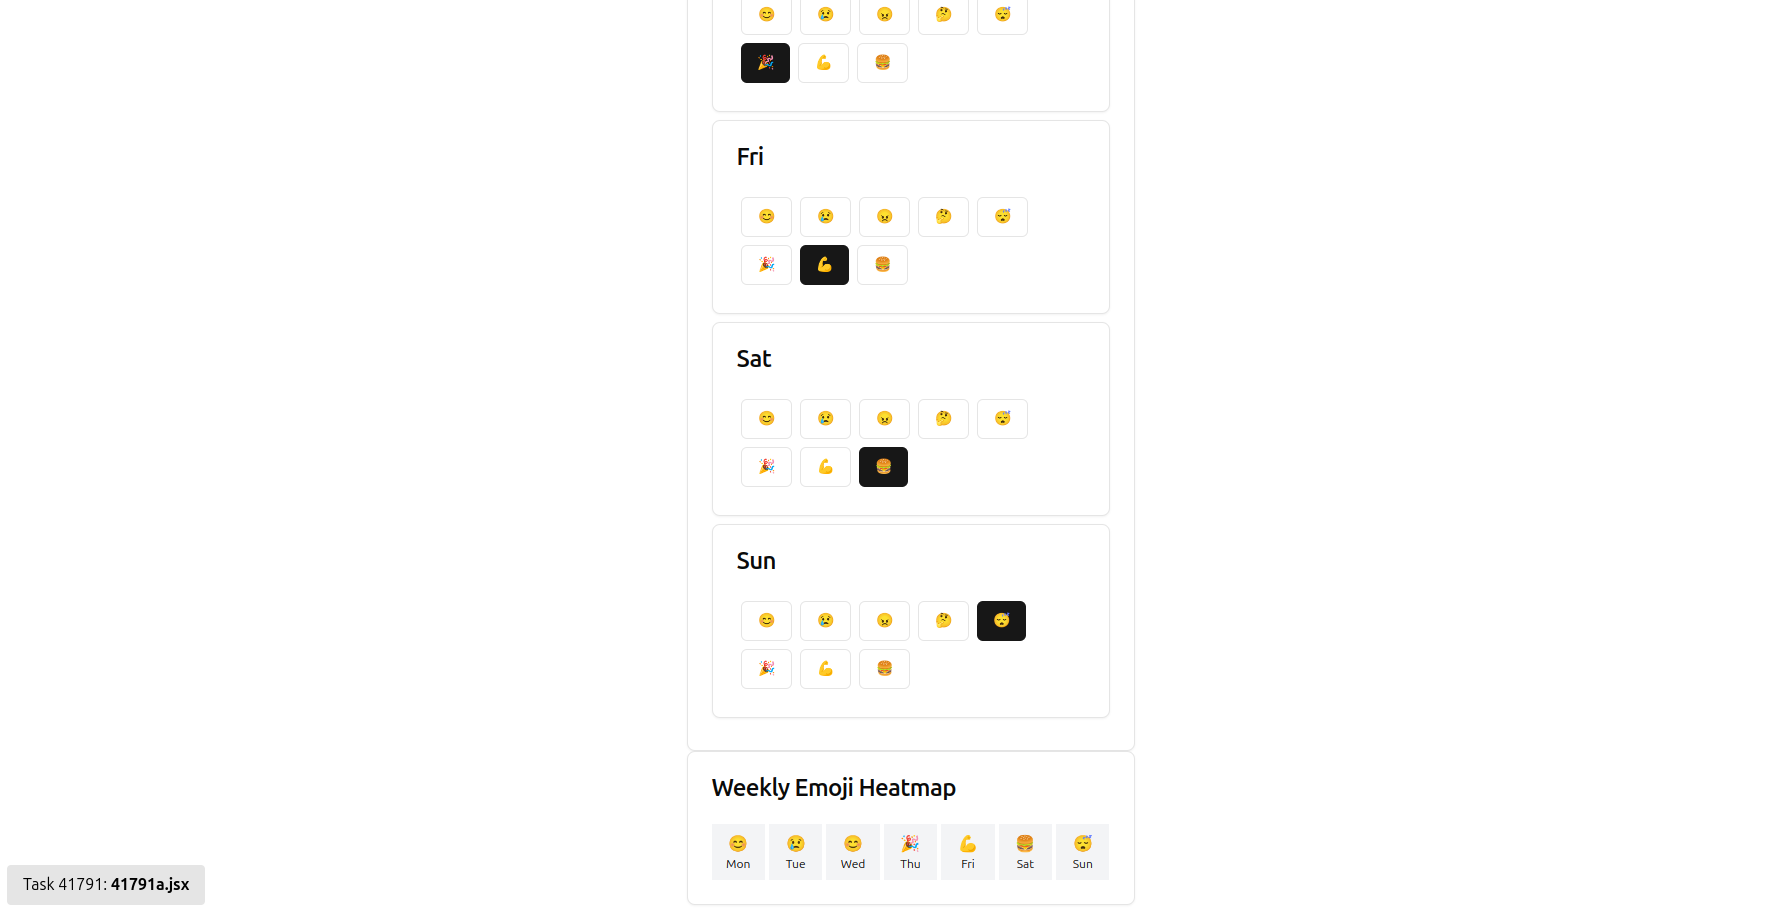 😊 😢 😠 🤔 😴
🎉 💪 🍔
Fri
😊 😢 😠 🤔 😴
🎉 💪 🍔
Sat
😊 😢 😠 🤔 😴
🎉 💪 🍔
Sun
😊 😢 😠 🤔 😴
🎉 💪 🍔
Weekly Emoji Heatmap
😊 😢 😊 🎉 💪 🍔 😴
Mon Tue Wed Thu Fri Sat Sun
Task 41791: 41791a.jsx